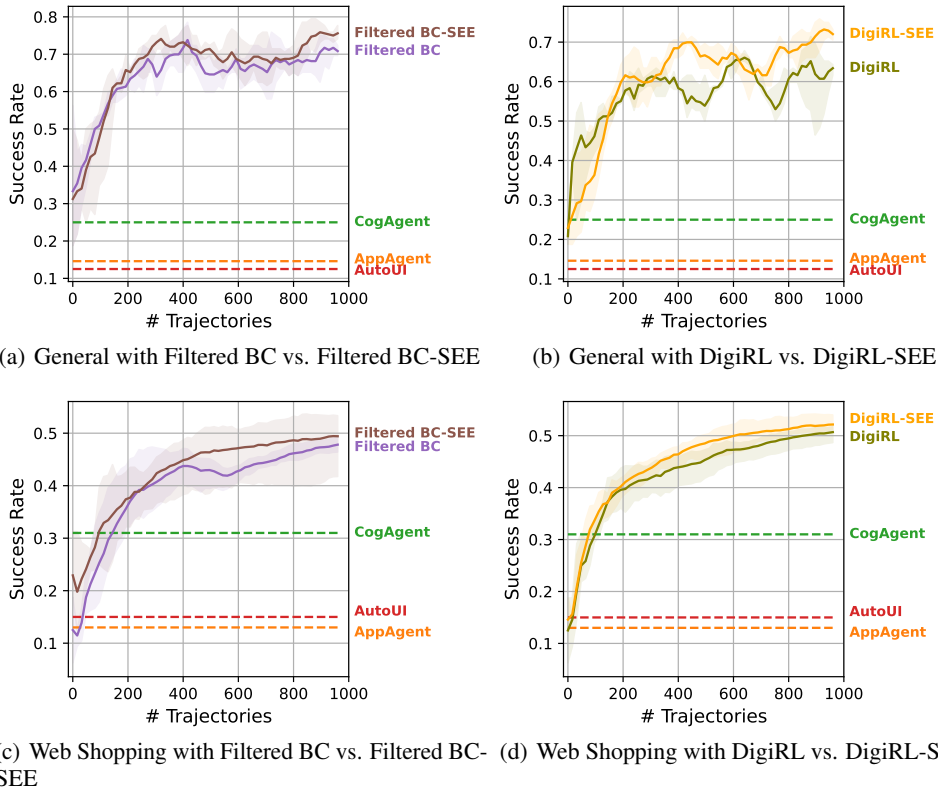 0.8
0.7
0.6
0.5
0.4
0.3
0.2
0.1
Success Rate
0 200 400 600 800 1000
# Trajectories
Filtered BC-SEE
Filtered BC
CogAgent
AppAgent
AutoUI
(a) General with Filtered BC vs. Filtered BC-SEE
0.7
0.6
0.5
0.4
0.3
0.2
0.1
Success Rate
0 200 400 600 800 1000
# Trajectories
DigiRL-SEE
DigiRL
CogAgent
AppAgent
AutoUI
(b) General with DigiRL vs. DigiRL-SEE
0.5
0.4
0.3
0.2
0.1
Success Rate
0 200 400 600 800 1000
# Trajectories
Filtered BC-SEE
Filtered BC
CogAgent
AutoUI
AppAgent
(c) Web Shopping with Filtered BC vs. Filtered BC-
SEE
0.5
0.4
0.3
0.2
0.1
Success Rate
0 200 400 600 800 1000
# Trajectories
DigiRL-SEE
DigiRL
CogAgent
AutoUI
AppAgent
(d) Web Shopping with DigiRL vs. DigiRL-S